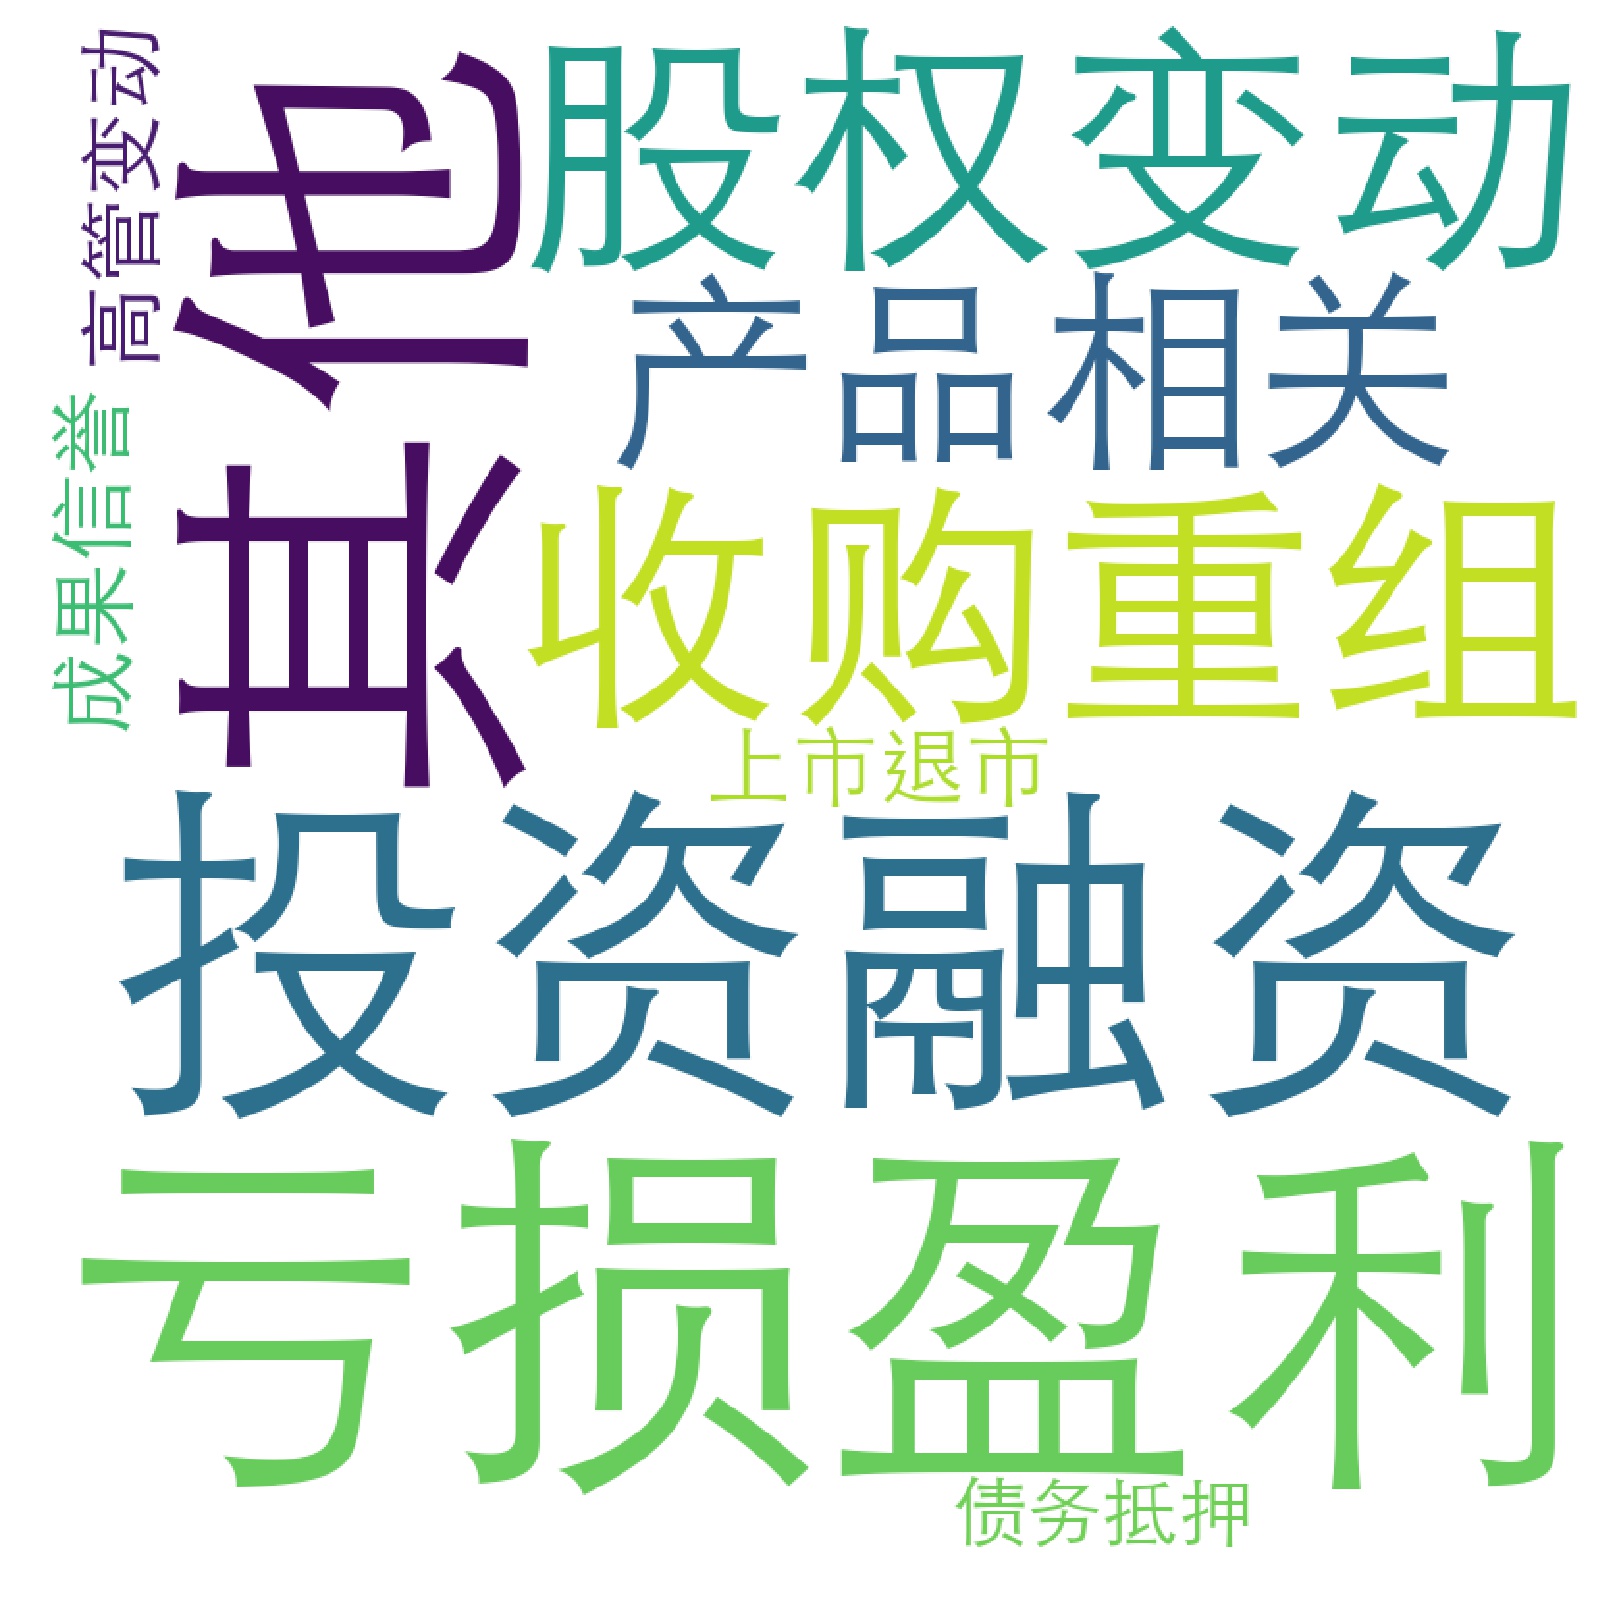 高管变动
成果信誉
其他
股权变动
产品相关
收购重组
上市退市
投资融资
亏损盈利
债务抵押